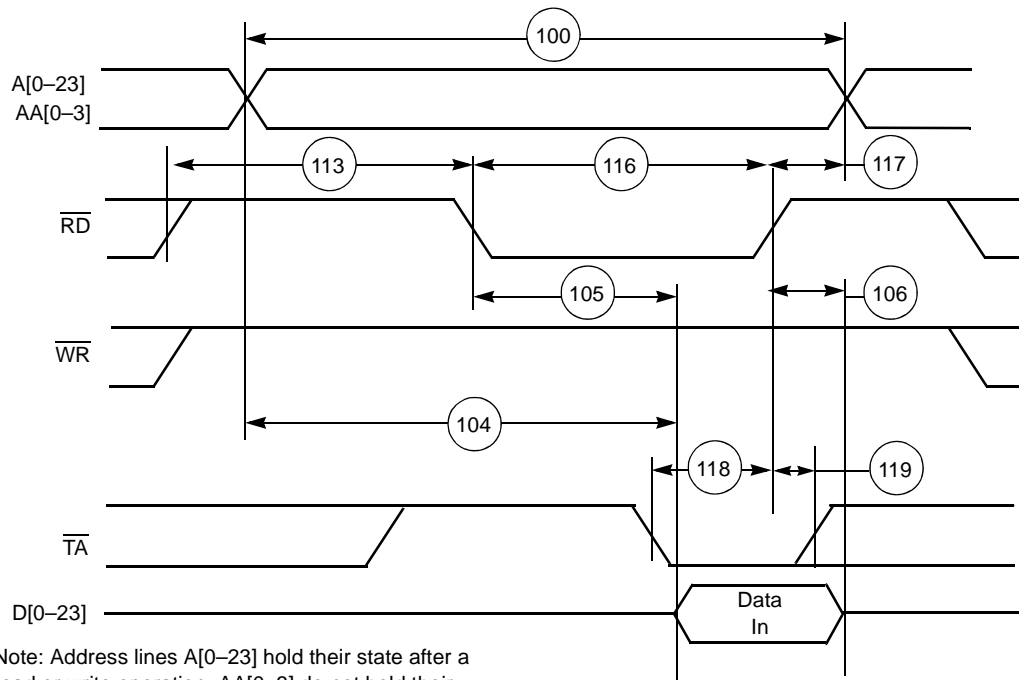 100
A[0–23]
AA[0–3]
113
116
117
RD
105
106
WR
104
118
119
TA
D[0–23]
Data
In
Note: Address lines A[0–23] hold their state after a